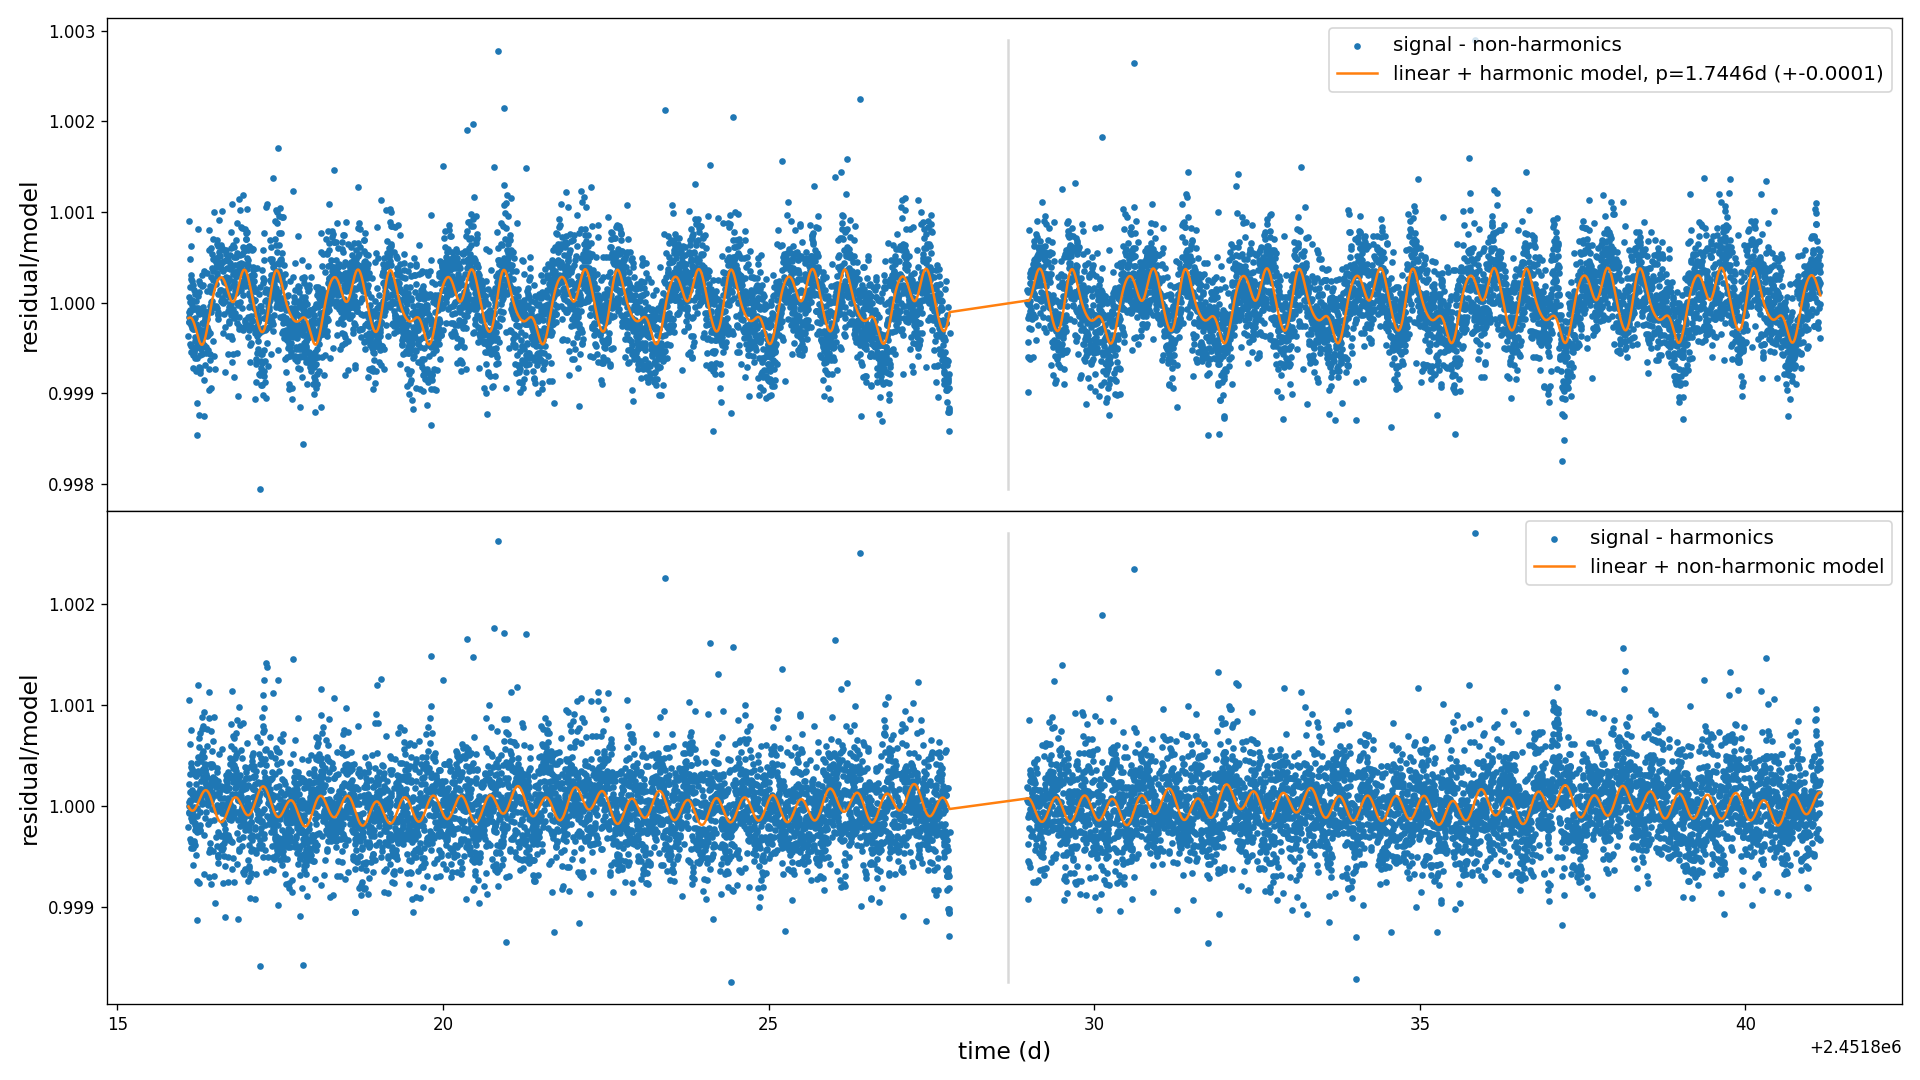 1.003
1.002
1.001
1.000
0.999
0.998
residual/model
signal - non-harmonics
linear + harmonic model, p=1.7446d (+-0.0001)
1.002
1.001
1.000
0.999
residual/model
signal - harmonics
linear + non-harmonic model
15 20 25 30 35 40
time (d)
+2.4518e6